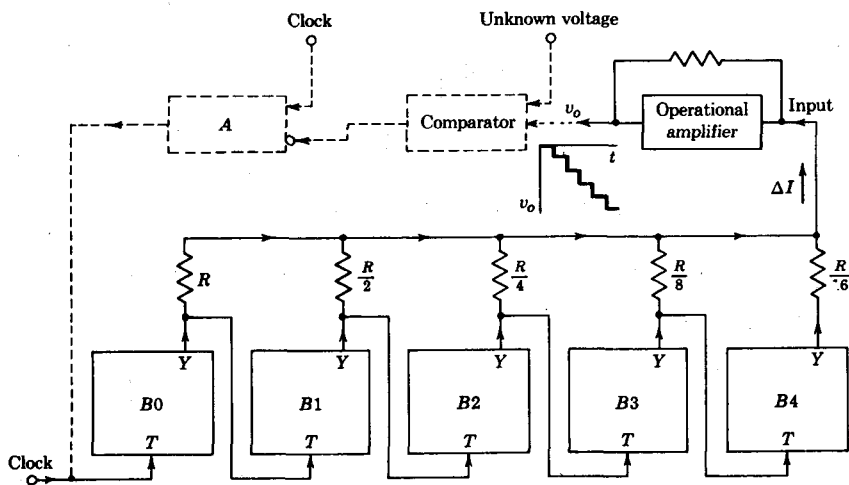 Clock
Unknown voltage
A
Comparator
v_o
Operational
amplifier
Input
t
v_o
ΔI
R
R/2
R/4
R/8
R/.6
Y
Y
Y
Y
Y
B0
B1
B2
B3
B4
T
T
T
T
T
Clock